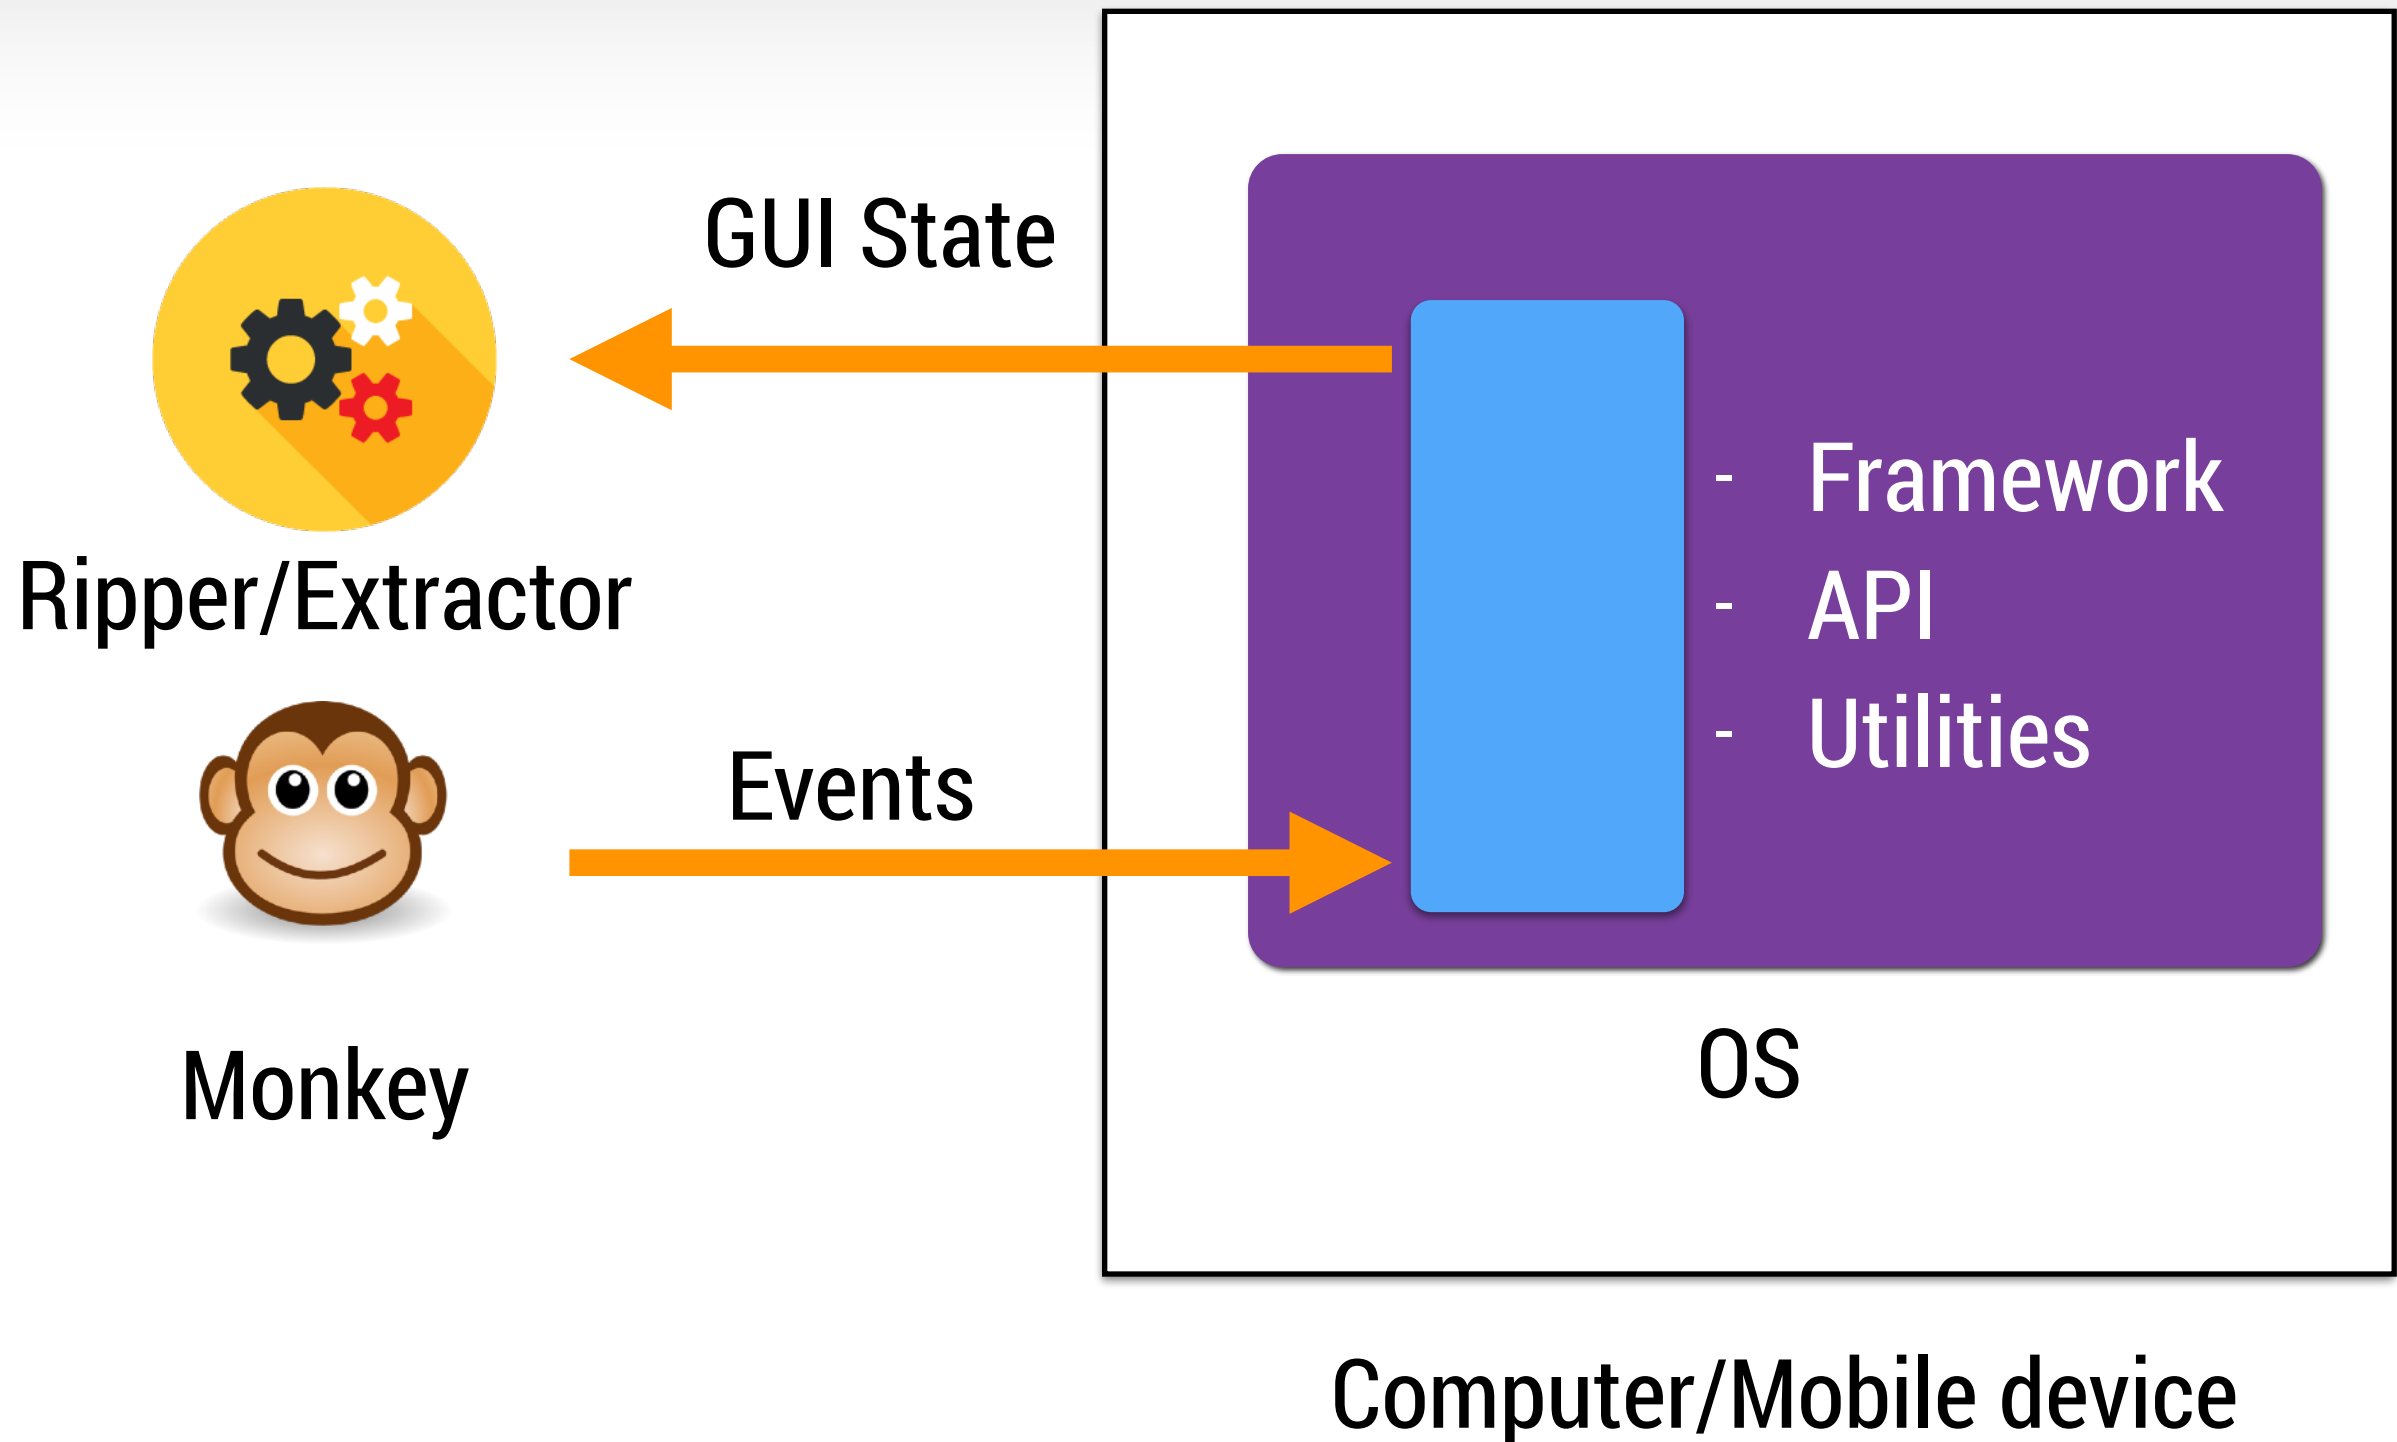 GUI State
Ripper/Extractor
Events
Monkey
- Framework
- API
- Utilities
OS
Computer/Mobile device